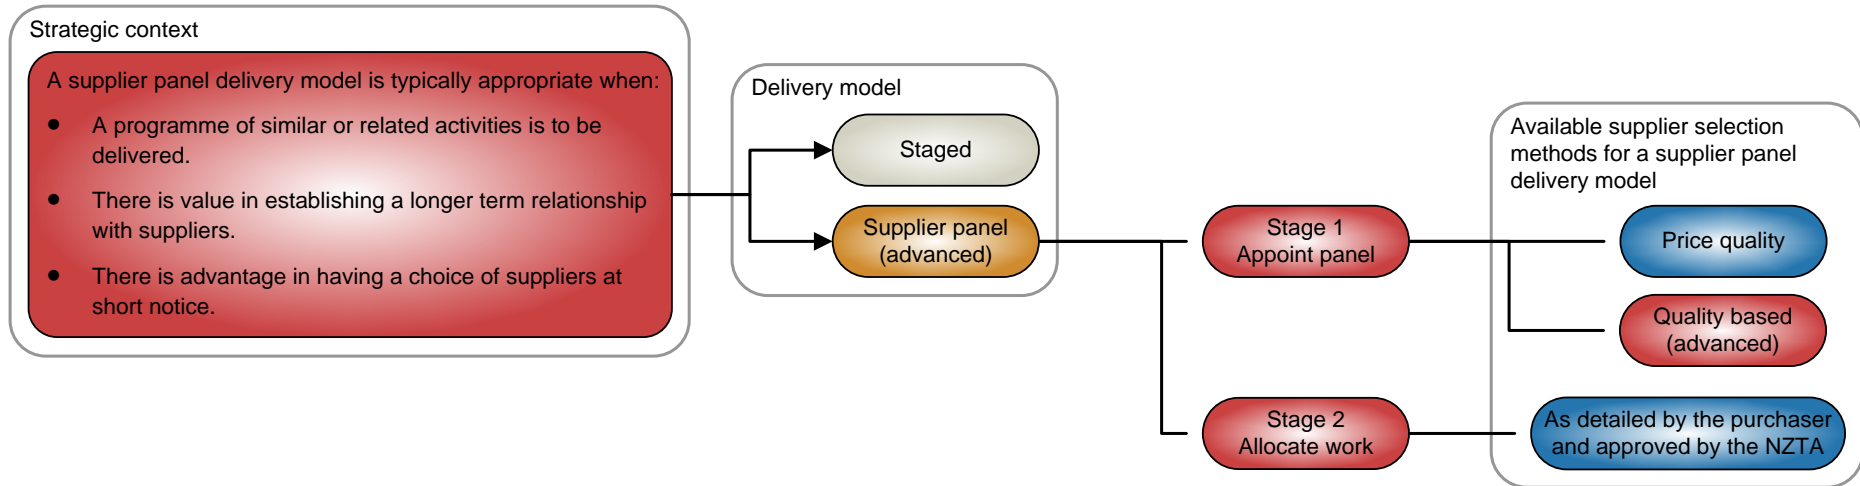 Strategic context
A supplier panel delivery model is typically appropriate when:
● A programme of similar or related activities is to be
delivered.
● There is value in establishing a longer term relationship
with suppliers.
● There is advantage in having a choice of suppliers at
short notice.
Delivery model
Staged
Supplier panel
(advanced)
Stage 1
Appoint panel
Stage 2
Allocate work
Available supplier selection
methods for a supplier panel
delivery model
Price quality
Quality based
(advanced)
As detailed by the purchaser
and approved by the NZTA